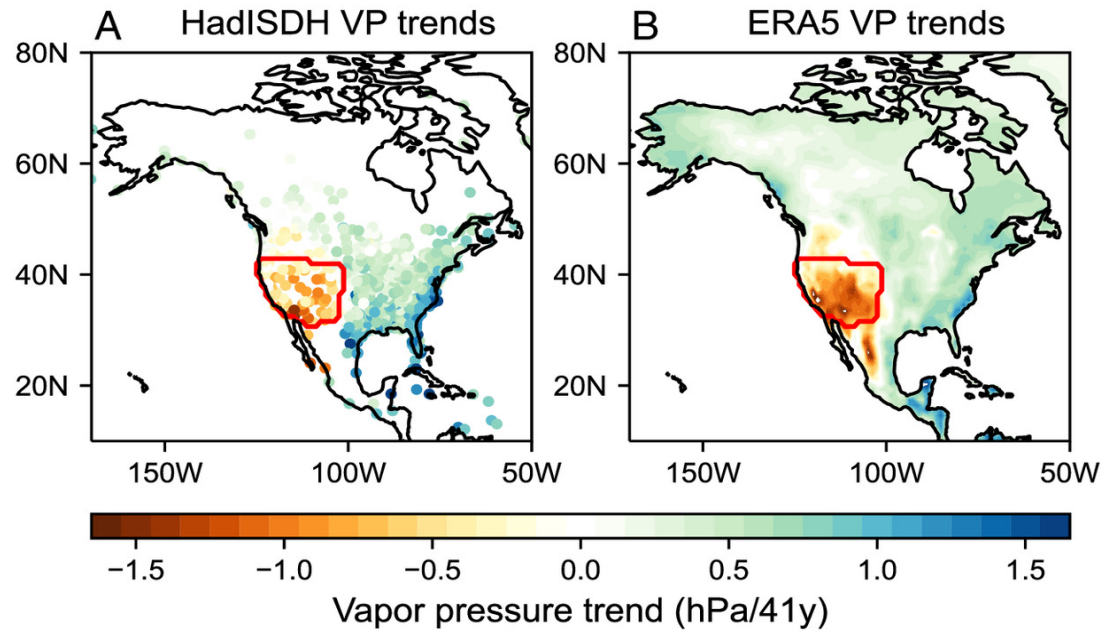 A HadISDH VP trends
B ERA5 VP trends
80N
60N
40N
20N
80N
60N
40N
20N
150W 100W 50W
150W 100W 50W
−1.5 −1.0 −0.5 0.0 0.5 1.0 1.5
Vapor pressure trend (hPa/41y)